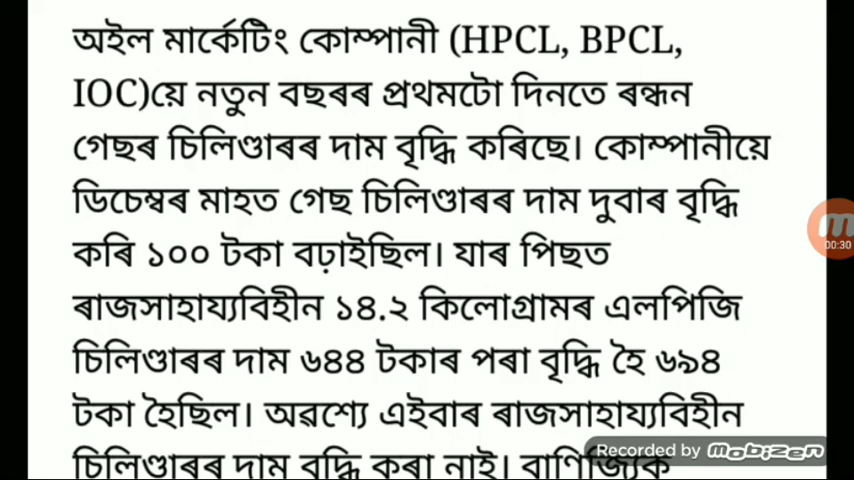 অইল মাৰ্কেটিং কোম্পানী (HPCL, BPCL,
IOC)য়ে নতুন বছৰৰ প্ৰথমটো দিনতে ৰন্ধন
গেছৰ চিলিণ্ডাৰৰ দাম বৃদ্ধি কৰিছে। কোম্পানীয়ে
ডিচেম্বৰ মাহত গেছ চিলিণ্ডাৰৰ দাম দুবাৰ বৃদ্ধি
কৰি ১০০ টকা বঢ়াইছিল। যাৰ পিছত
ৰাজসাহায্যবিহীন ১৪.২ কিলোগ্ৰামৰ এলপিজি
চিলিণ্ডাৰৰ দাম ৬৪৪ টকাৰ পৰা বৃদ্ধি হৈ ৬৯৪
টকা হৈছিল। অৱশ্যে এইবাৰ ৰাজসাহায্যবিহীন
চিলিণ্ডাৰৰ দাম বৃদ্ধি কৰা নাই। বাণিজ্যিক
00:30
Recorded by Mobizen